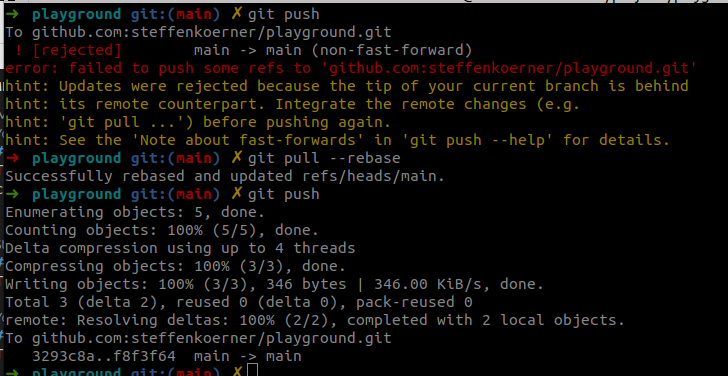 ➜  playground git:(main) ✗ git push
To github.com:steffenkoerner/playground.git
 ! [rejected]        main -> main (non-fast-forward)
error: failed to push some refs to 'github.com:steffenkoerner/playground.git'
hint: Updates were rejected because the tip of your current branch is behind
hint: its remote counterpart. Integrate the remote changes (e.g.
hint: 'git pull ...') before pushing again.
hint: See the 'Note about fast-forwards' in 'git push --help' for details.
➜  playground git:(main) ✗ git pull --rebase
Successfully rebased and updated refs/heads/main.
➜  playground git:(main) ✗ git push
Enumerating objects: 5, done.
Counting objects: 100% (5/5), done.
Delta compression using up to 4 threads
Compressing objects: 100% (3/3), done.
Writing objects: 100% (3/3), 346 bytes | 346.00 KiB/s, done.
Total 3 (delta 2), reused 0 (delta 0), pack-reused 0
remote: Resolving deltas: 100% (2/2), completed with 2 local objects.
To github.com:steffenkoerner/playground.git
   3293c8a..f8f3f64  main -> main
➜  playground git:(main) ✗